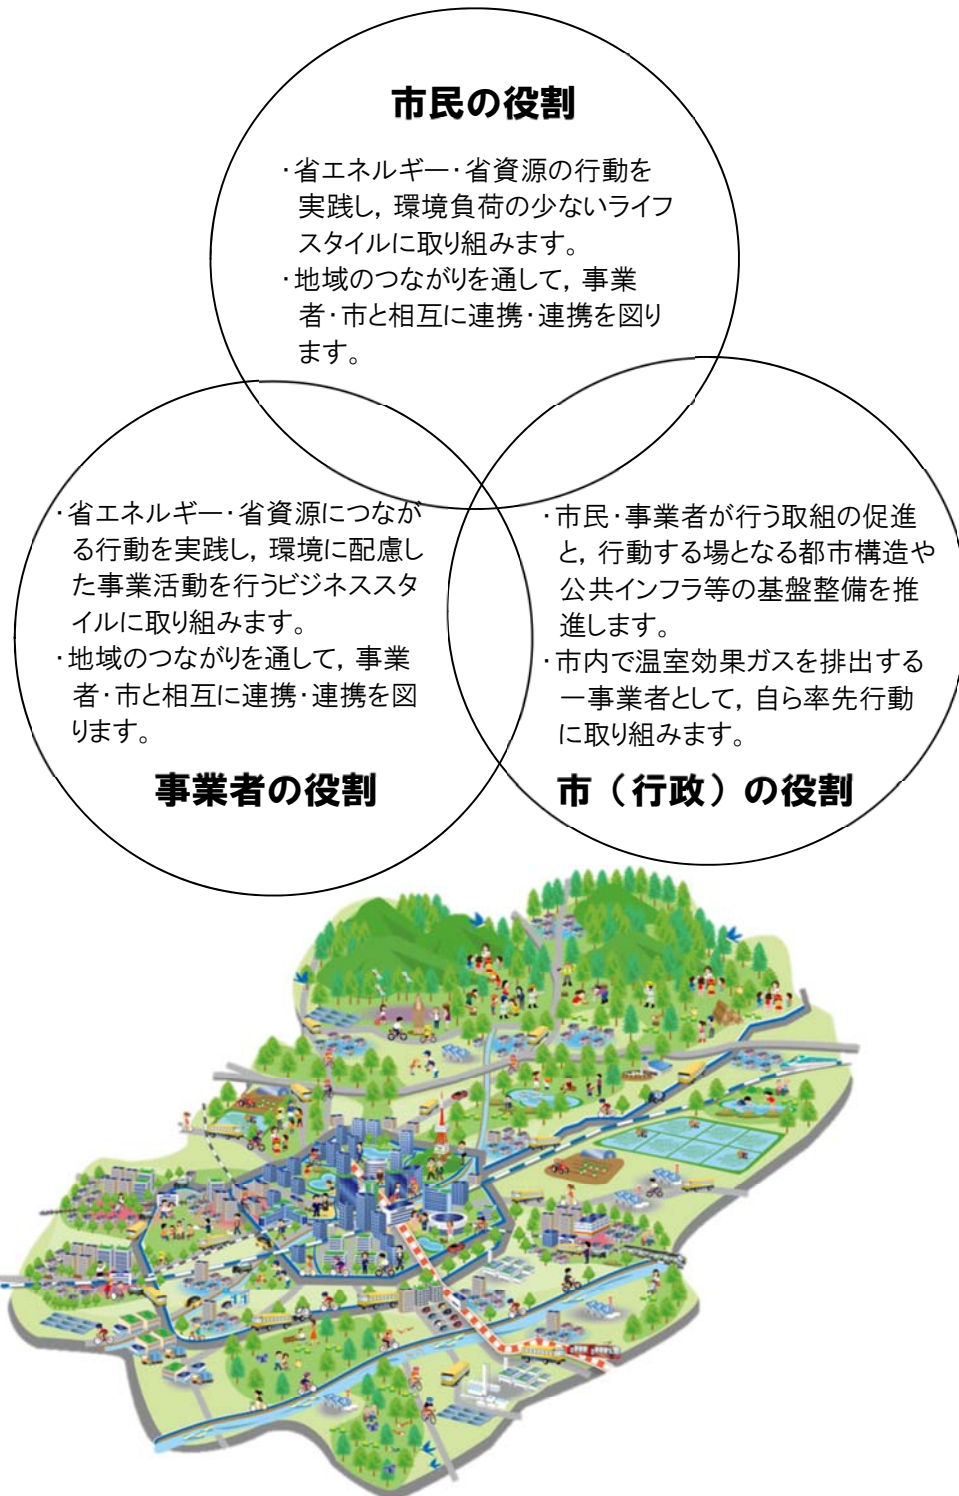 市民の役割
・省エネルギー・省資源の行動を
実践し，環境負荷の少ないライフ
スタイルに取り組みます。
・地域のつながりを通して，事業
者・市と相互に連携・連携を図り
ます。
・省エネルギー・省資源につなが
る行動を実践し，環境に配慮し
た事業活動を行うビジネススタ
イルに取り組みます。
・地域のつながりを通して，事業
者・市と相互に連携・連携を図
ります。
事業者の役割
・市民・事業者が行う取組の促進
と，行動する場となる都市構造や
公共インフラ等の基盤整備を推
進します。
・市内で温室効果ガスを排出する
一事業者として，自ら率先行動
に取り組みます。
市（行政）の役割